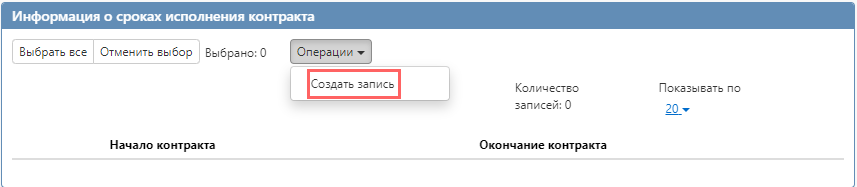 Информация о сроках исполнения контракта
Выбрать все Отменить выбор Выбрано: 0 Операции
Создать запись
Количество записей: 0
Показывать по
20
Начало контракта Окончание контракта